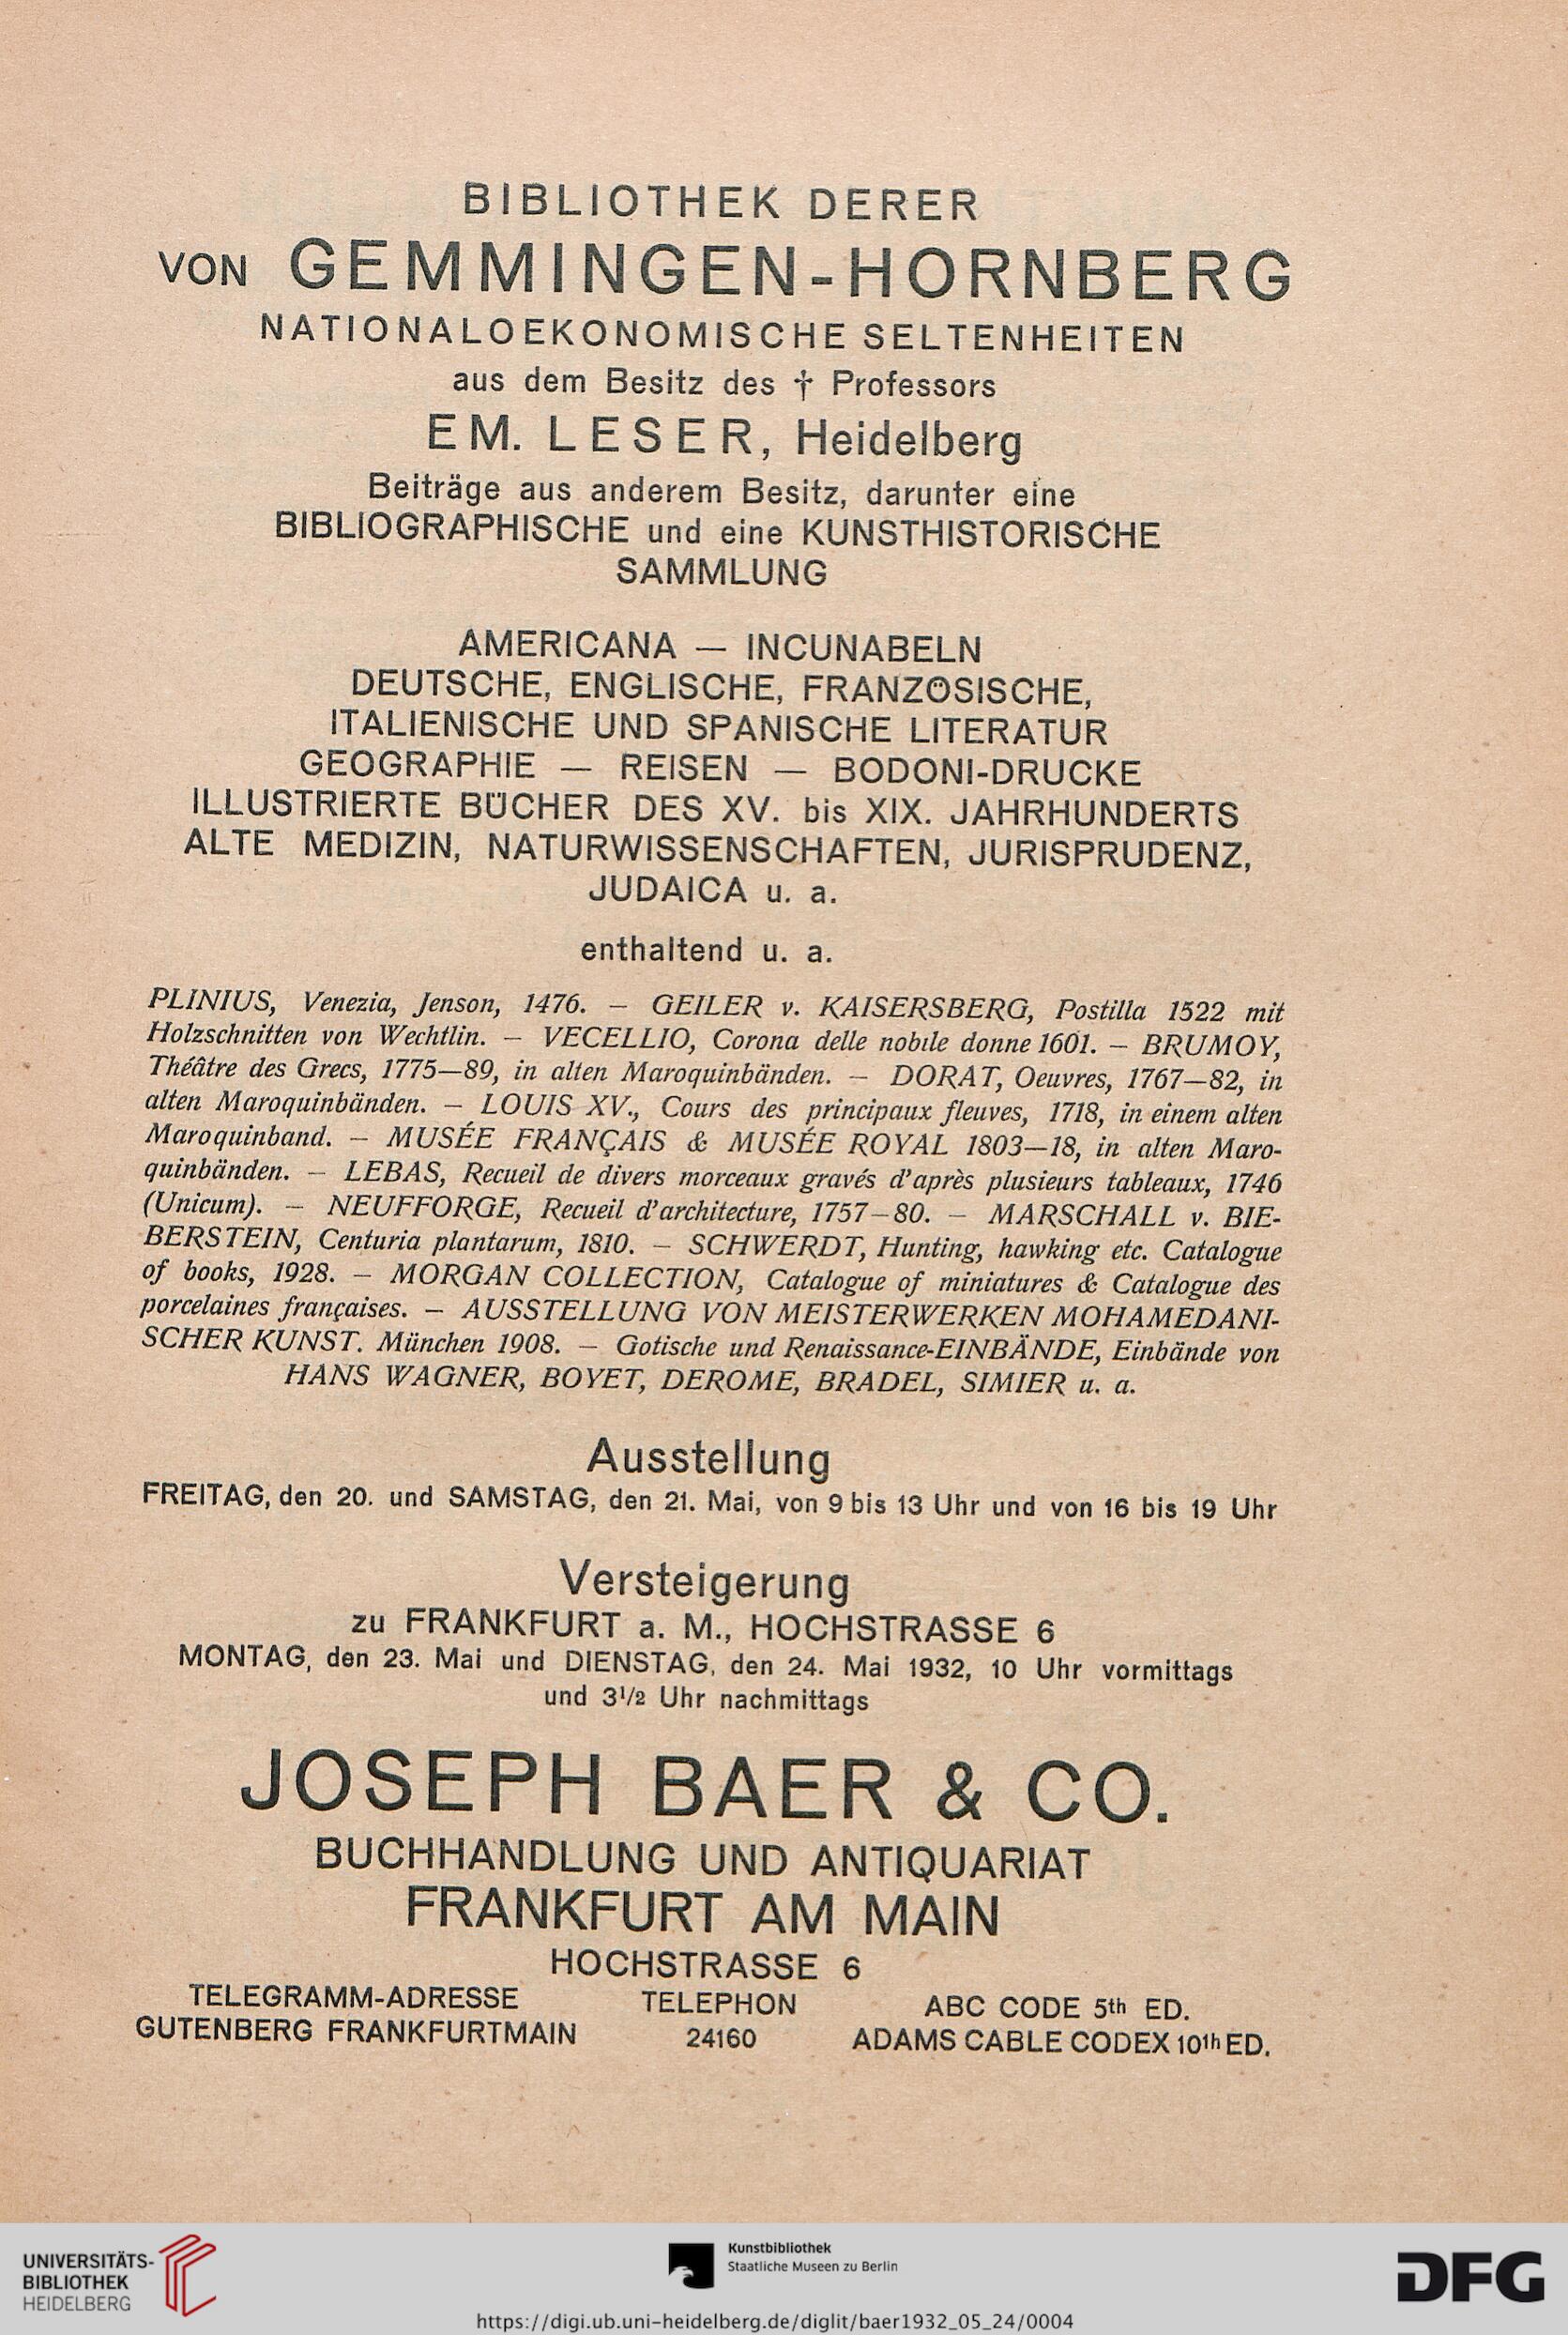 BIBLIOTHEK DERER
VON GEMMINGEN-HORNBERG
NATIONALOEKONOMISCHE SELTENHEITEN
aus dem Besitz des † Professors
EM. LESER, Heidelberg
Beiträge aus anderem Besitz, darunter eine
BIBLIOGRAPHISCHE und eine KUNSTHISTORISCHE
SAMMLUNG
AMERICANA — INCUNABELN
DEUTSCHE, ENGLISCHE, FRANZÖSISCHE,
ITALIENISCHE UND SPANISCHE LITERATUR
GEOGRAPHIE — REISEN — BODONI-DRUCKE
ILLUSTRIERTE BÜCHER DES XV. bis XIX. JAHRHUNDERTS
ALTE MEDIZIN, NATURWISSENSCHAFTEN, JURISPRUDENZ,
JUDAICA u. a.
enthaltend u. a.
PLINIUS, Venezia, Jenson, 1476. — GEILER v. KAISERSBERG, Postilla 1522 mit
Holzschnitten von Wechtlin. — VECELLIO, Corona delle nobile donne 1601. — BRUMOY,
Théâtre des Grecs, 1775—89, in alten Maroquinbänden. — DORAT, Oeuvres, 1767—82, in
alten Maroquinbänden. — LOUIS XV., Cours des principaux fleuves, 1718, in einem alten
Maroquinband. — MUSÉE FRANÇAIS & MUSÉE ROYAL 1803—18, in alten Maro-
quinbänden. — LEBAS, Recueil de divers morceaux gravés d'après plusieurs tableaux, 1746
(Unicum). — NEUFFORGE, Recueil d'architecture, 1757—80. — MARSCHALL v. BIE-
BERSTEIN, Centuria plantarum, 1810. — SCHWERDT, Hunting, hawking etc. Catalogue
of books, 1928. — MORGAN COLLECTION, Catalogue of miniatures & Catalogue des
porcelaines françaises. — AUSSTELLUNG VON MEISTERWERKEN MOHAMEDANI-
SCHER KUNST. München 1908. — Gotische und Renaissance-EINBÄNDE, Einbände von
HANS WAGNER, BOYET, DEROME, BRADEL, SIMIER u. a.
Ausstellung
FREITAG, den 20. und SAMSTAG, den 21. Mai, von 9 bis 13 Uhr und von 16 bis 19 Uhr
Versteigerung
zu FRANKFURT a. M., HOCHSTRASSE 6
MONTAG, den 23. Mai und DIENSTAG, den 24. Mai 1932, 10 Uhr vormittags
und 3½ Uhr nachmittags
JOSEPH BAER & CO.
BUCHHANDLUNG UND ANTIQUARIAT
FRANKFURT AM MAIN
HOCHSTRASSE 6
TELEGRAMM-ADRESSE
GUTENBERG FRANKFURTMAIN
TELEPHON
24160
ABC CODE 5th ED.
ADAMS CABLE CODEX 10th ED.
UNIVERSITÄTS-
BIBLIOTHEK
HEIDELBERG
Kunstbibliothek
Staatliche Museen zu Berlin
DFG
https://digi.ub.uni-heidelberg.de/diglit/baer1932_05_24/0004